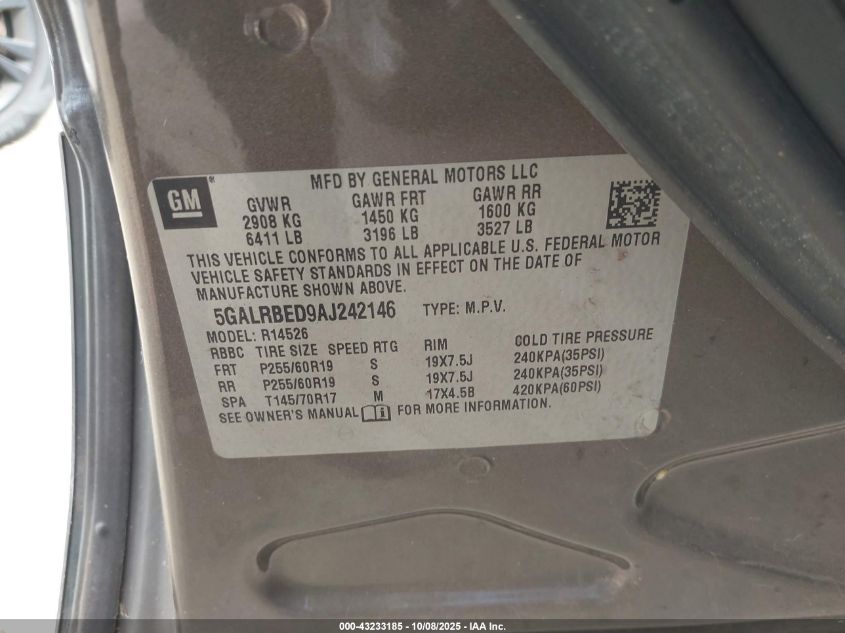 MFD BY GENERAL MOTORS LLC
GM®
GVWR GAWR FRT GAWR RR
2908 KG 1450 KG 1600 KG
6411 LB 3196 LB 3527 LB
THIS VEHICLE CONFORMS TO ALL APPLICABLE U.S. FEDERAL MOTOR
VEHICLE SAFETY STANDARDS IN EFFECT ON THE DATE OF
MANUFACTURE SHOWN ABOVE.
5GALRBED9AJ242146 TYPE: M.P.V.
MODEL: R14526
RBBC TIRE SIZE SPEED RTG RIM COLD TIRE PRESSURE
FRT P255/60R19 S 19X7.5J 240KPA(35PSI)
RR P255/60R19 S 19X7.5J 240KPA(35PSI)
SPA T145/70R17 M 17X4.5B 420KPA(60PSI)
SEE OWNER'S MANUAL i FOR MORE INFORMATION.
000-43233185 - 10/08/2025 - IAA Inc.